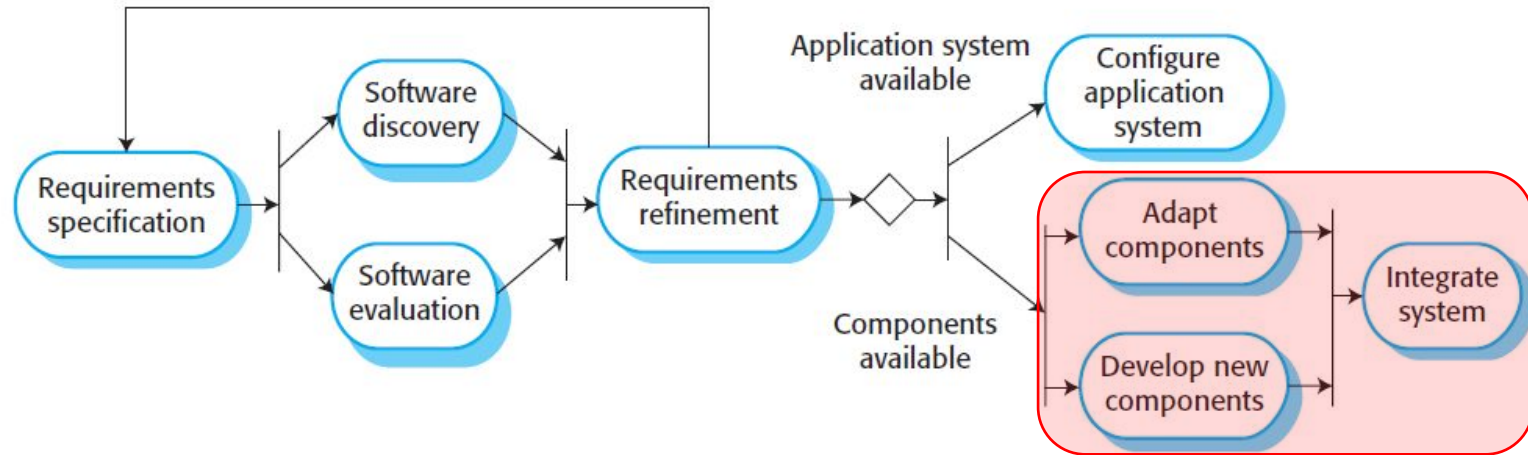 Requirements
specification
Software
discovery
Software
evaluation
Requirements
refinement
Application system
available
Configure
application
system
Components
available
Adapt
components
Develop new
components
Integrate
system